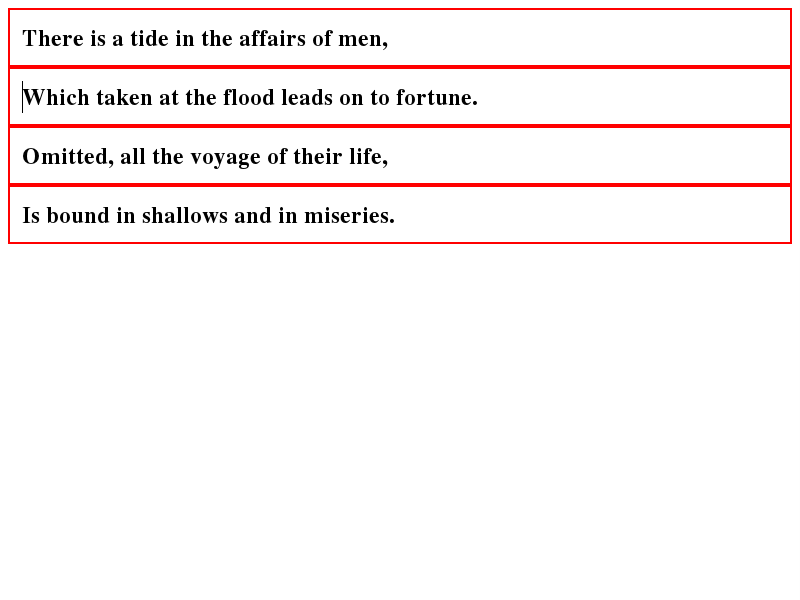 There is a tide in the affairs of men,
Which taken at the flood leads on to fortune.
Omitted, all the voyage of their life,
Is bound in shallows and in miseries.